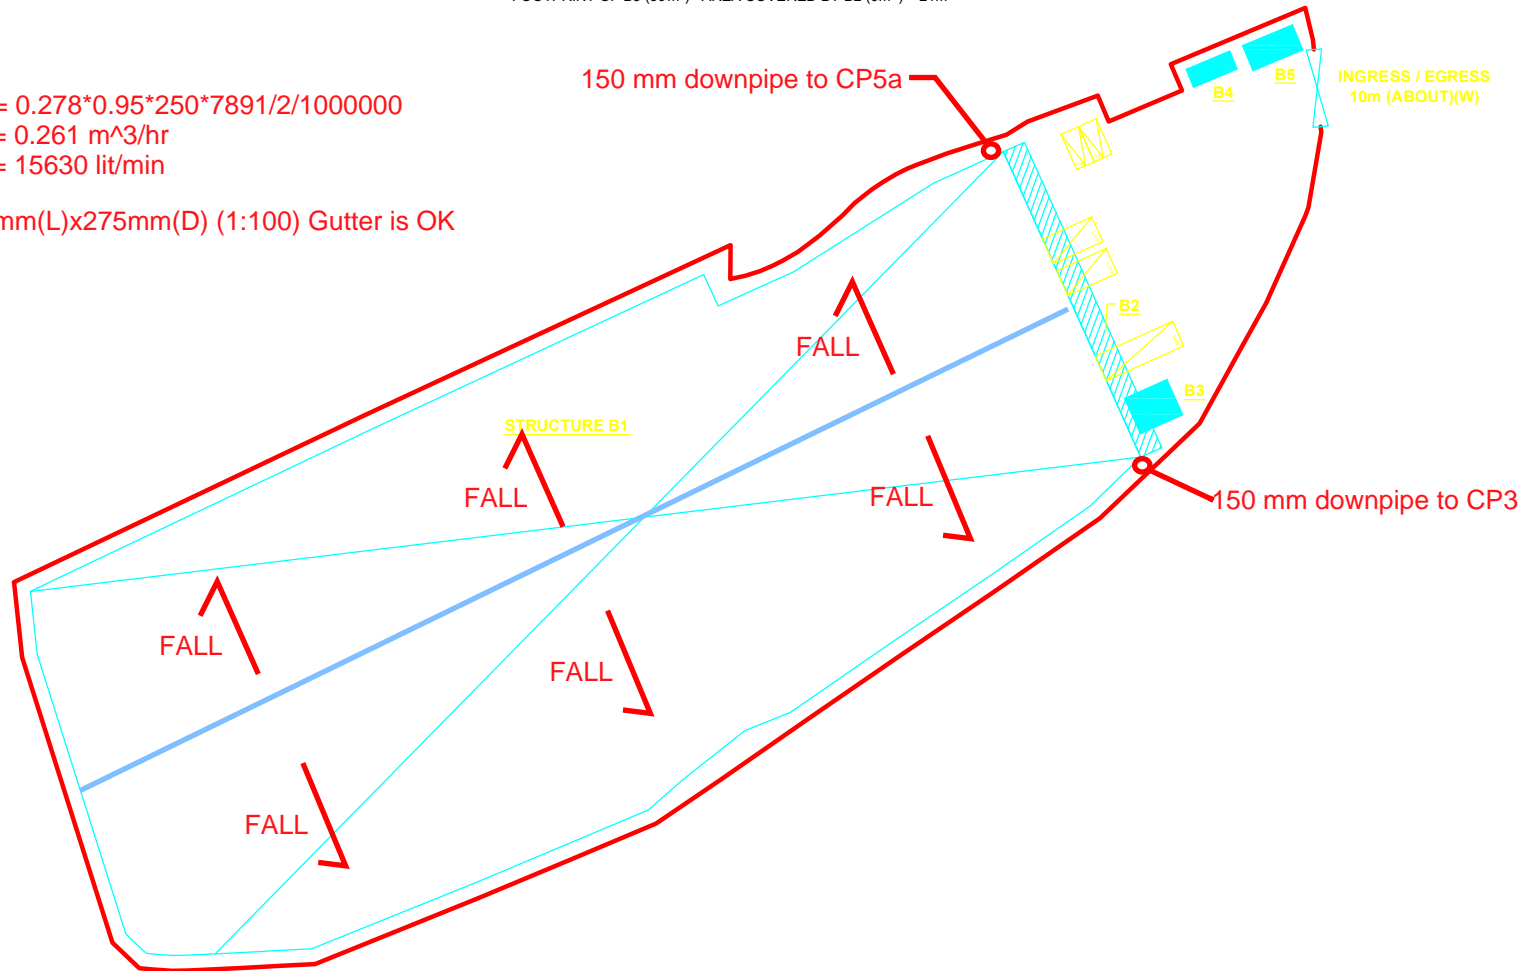 = 0.278*0.95*250*7891/2/1000000
= 0.261 m^3/hr
= 15630 lit/min
mm(L)x275mm(D) (1:100) Gutter is OK
150 mm downpipe to CP5a
B4
B5
INGRESS / EGRESS
10m (ABOUT)(W)
B2
FALL
B3
STRUCTURE B1
FALL
FALL
150 mm downpipe to CP3
FALL
FALL
FALL